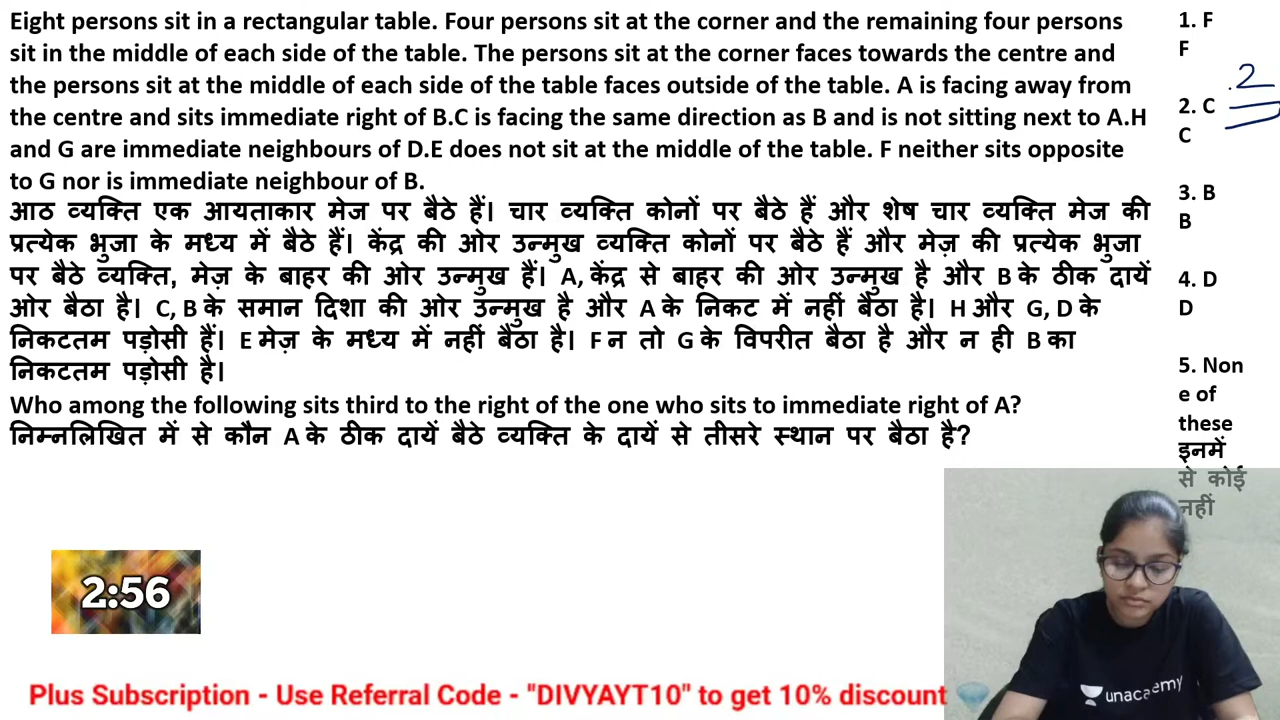 Eight persons sit in a rectangular table. Four persons sit at the corner and the remaining four persons
sit in the middle of each side of the table. The persons sit at the corner faces towards the centre and
the persons sit at the middle of each side of the table faces outside of the table. A is facing away from
the centre and sits immediate right of B.C is facing the same direction as B and is not sitting next to A.H
and G are immediate neighbours of D.E does not sit at the middle of the table. F neither sits opposite
to G nor is immediate neighbour of B.
आठ व्यक्ति एक आयताकार मेज पर बैठे हैं। चार व्यक्ति कोनों पर बैठे हैं और शेष चार व्यक्ति मेज की
प्रत्येक भुजा के मध्य में बैठे हैं। केंद्र की ओर उन्मुख व्यक्ति कोनों पर बैठे हैं और मेज़ की प्रत्येक भुजा
पर बैठे व्यक्ति, मेज़ के बाहर की ओर उन्मुख हैं। A, केंद्र से बाहर की ओर उन्मुख है और B के ठीक दायें
ओर बैठा है। C, B के समान दिशा की ओर उन्मुख है और A के निकट में नहीं बैठा है। H और G, D के
निकटतम पड़ोसी हैं। E मेज़ के मध्य में नहीं बैठा है। F न तो G के विपरीत बैठा है और न ही B का
निकटतम पड़ोसी है।
Who among the following sits third to the right of the one who sits to immediate right of A?
निम्नलिखित में से कौन A के ठीक दायें बैठे व्यक्ति के दायें से तीसरे स्थान पर बैठा है?
1. F
F
2
2. C
C
3. B
B
4. D
D
5. Non
e of
these
इनमें
से कोई
नहीं
2:56
unacademy
Plus Subscription - Use Referral Code - "DIVYAYT10" to get 10% discount